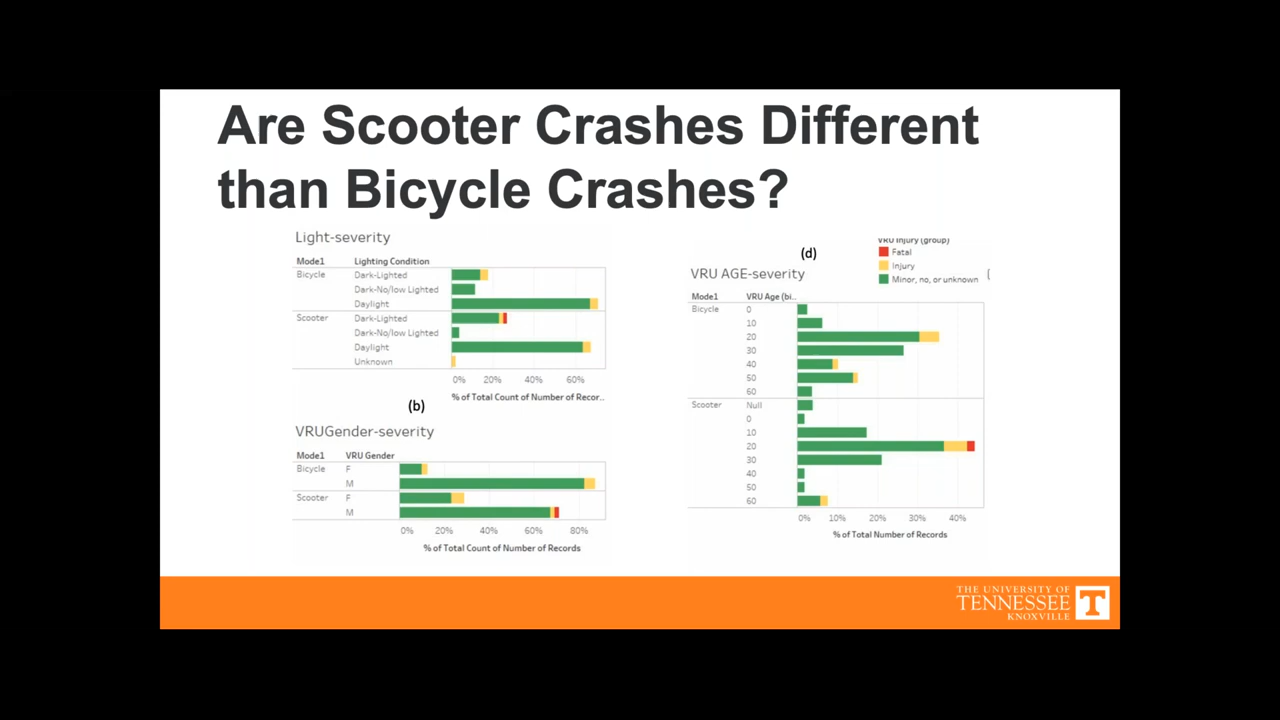 Are Scooter Crashes Different
than Bicycle Crashes?
Light-severity
Mode1 Lighting Condition
Bicycle Dark-Lighted
Dark-No/low Lighted
Daylight
Scooter Dark-Lighted
Dark-No/low Lighted
Daylight
Unknown
0% 20% 40% 60%
% of Total Count of Number of Recor..
(b)
VRUGender-severity
Mode1 VRU Gender
Bicycle F
M
Scooter F
M
0% 20% 40% 60% 80%
% of Total Count of Number of Records
(d)
VRU Injury (group)
Fatal
Injury
Minor, no, or unknown
VRU AGE-severity
Mode1 VRU Age (bi..
Bicycle 0
10
20
30
40
50
60
Scooter Null
0
10
20
30
40
50
60
0% 10% 20% 30% 40%
% of Total Number of Records
THE UNIVERSITY OF
TENNESSEE
KNOXVILLE
T